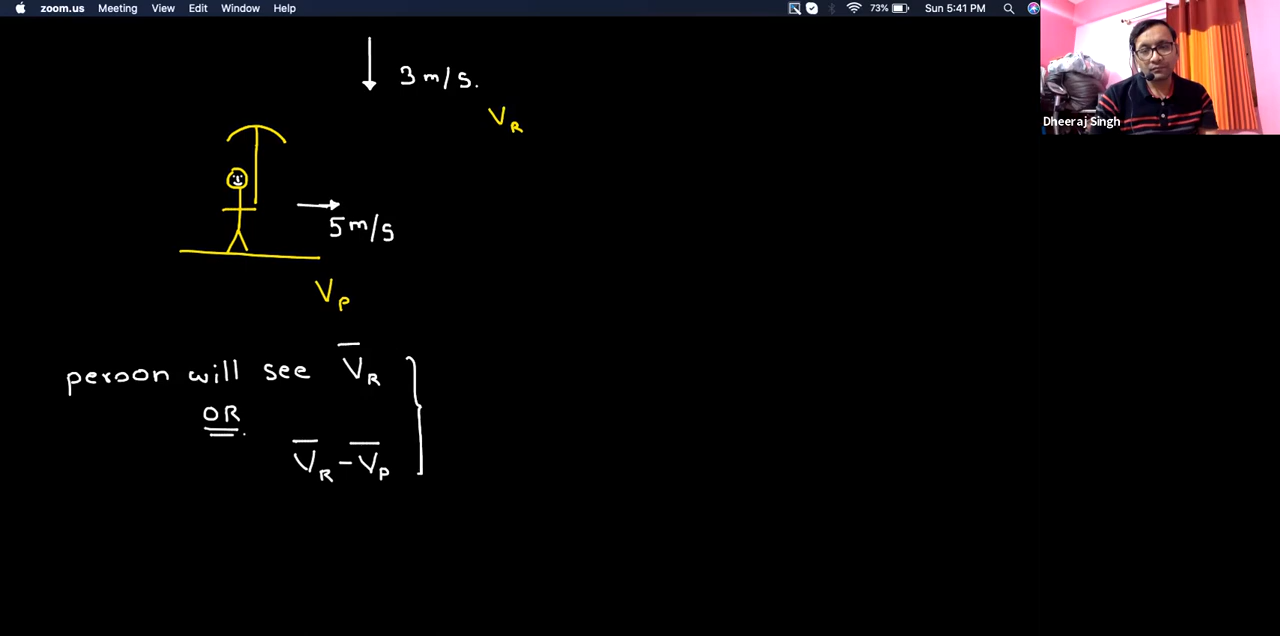 zoom.us Meeting View Edit Window Help 73% Sun 5:41 PM
3 m/s.
V_R
5 m/s
V_P
Dheeraj Singh
person will see V̅_R
OR
V̅_R - V̅_P